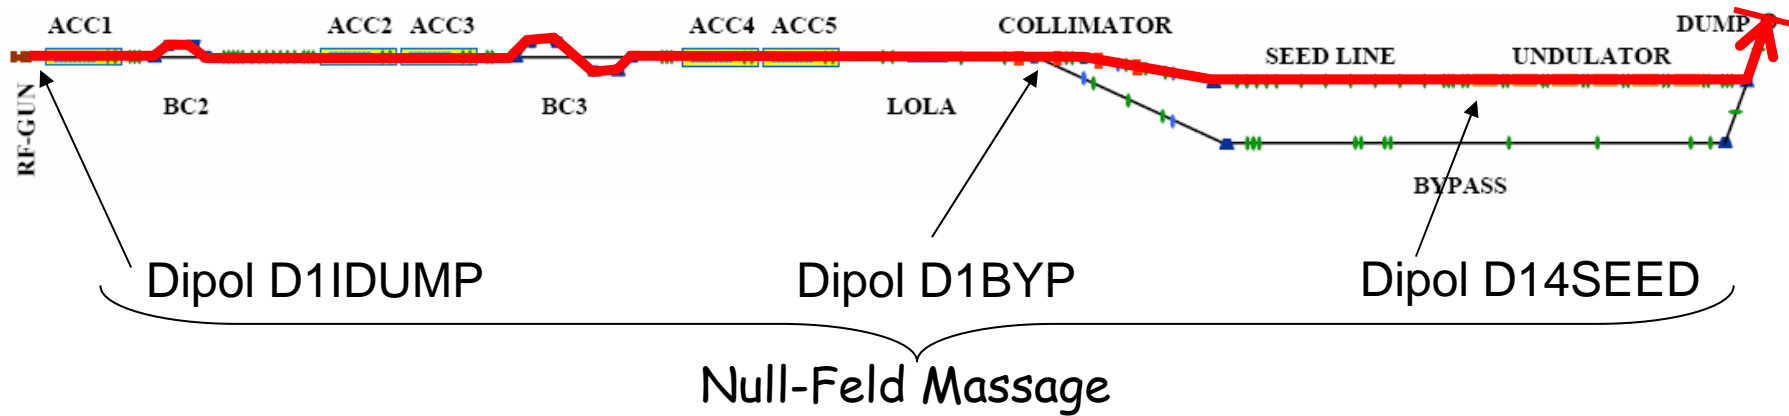 ACC1 ACC2 ACC3 ACC4 ACC5 COLLIMATOR DUMP
SEED LINE UNDULATOR
RF-GUN BC2 BC3 LOLA
BYPASS
Dipol D1IDUMP Dipol D1BYP Dipol D14SEED
Null-Feld Massage